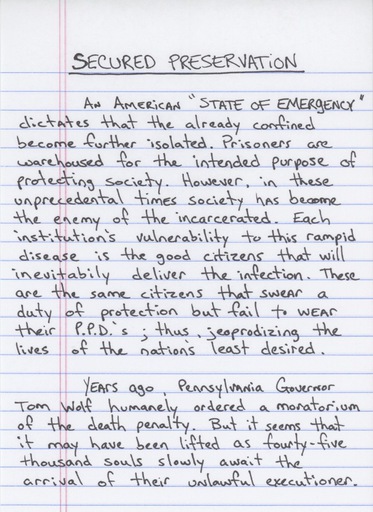 SECURED PRESERVATION
AN AMERICAN "STATE OF EMERGENCY"
dictates that the already confined
become further isolated. Prisoners are
warehoused for the intended purpose of
protecting society. However, in these
unprecedental times society has become
the enemy of the incarcerated. Each
institution's vulnerability to this rampid
disease is the good citizens that will
inevitabily deliver the infection. These
are the same citizens that swear a
duty of protection but fail to WEAR
their P.P.D.'s ; thus, jeoprodizing the
lives of the nation's least desired.
YEARS ago, Pennsylvania Governor
Tom Wolf humanely ordered a moratorium
of the death penalty. But it seems that
it may have been lifted as fourty-five
thousand souls slowly await the
arrival of their unlawful executioner.